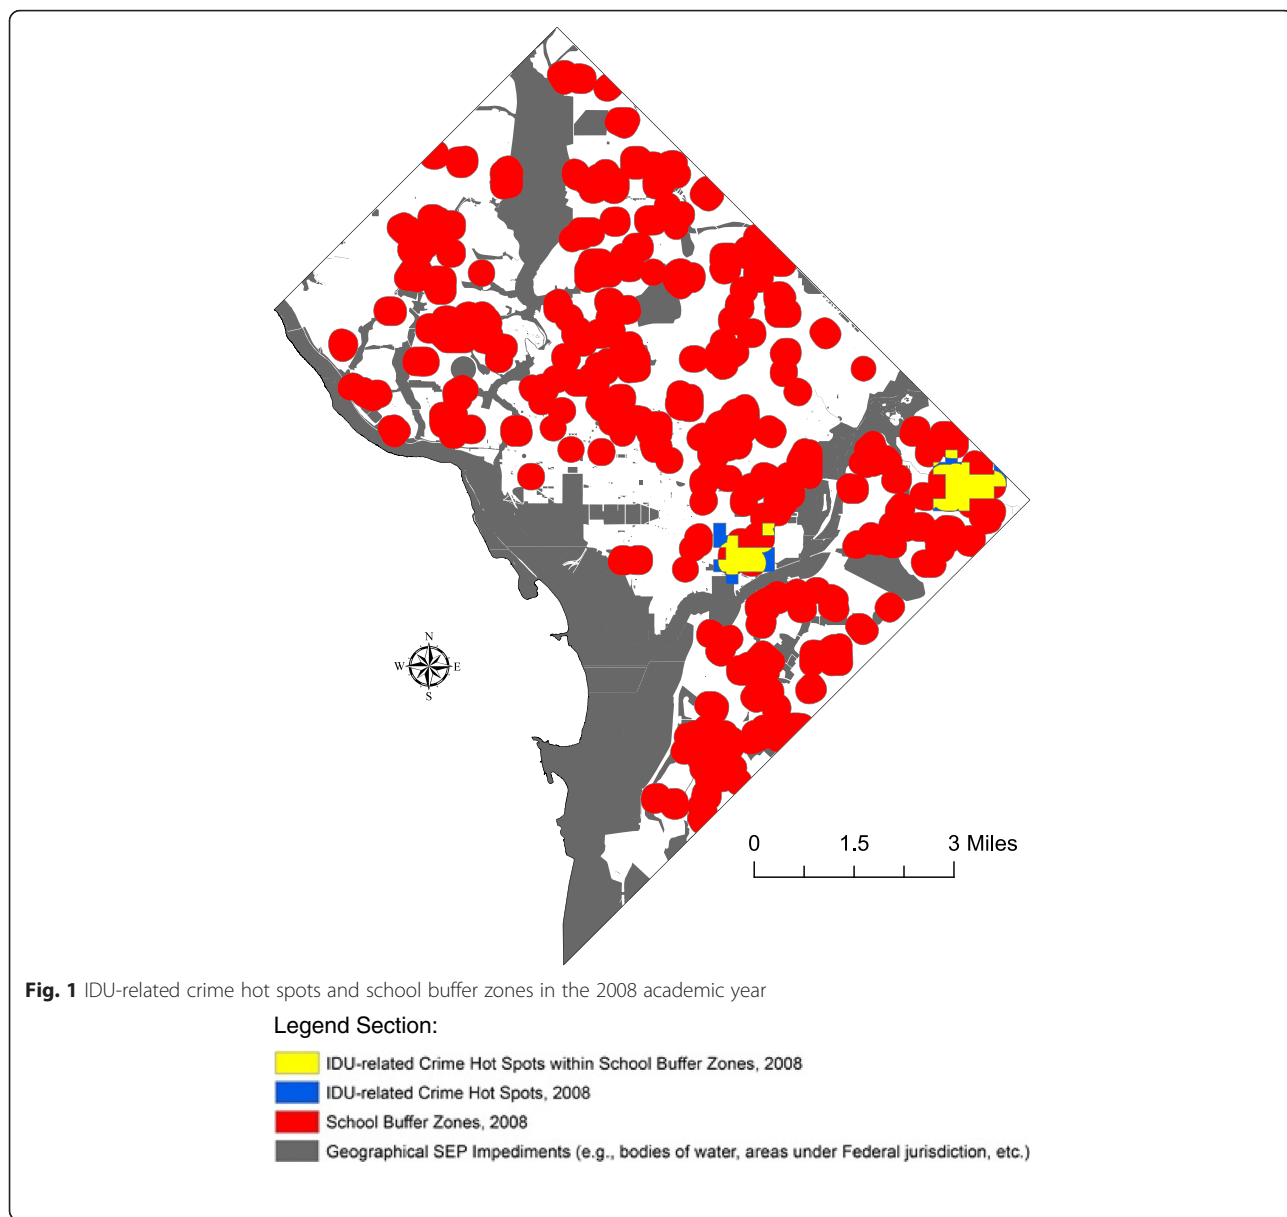 N
W E
S
0 1.5 3 Miles
Fig. 1 IDU-related crime hot spots and school buffer zones in the 2008 academic year
Legend Section:
IDU-related Crime Hot Spots within School Buffer Zones, 2008
IDU-related Crime Hot Spots, 2008
School Buffer Zones, 2008
Geographical SEP Impediments (e.g., bodies of water, areas under Federal jurisdiction, etc.)